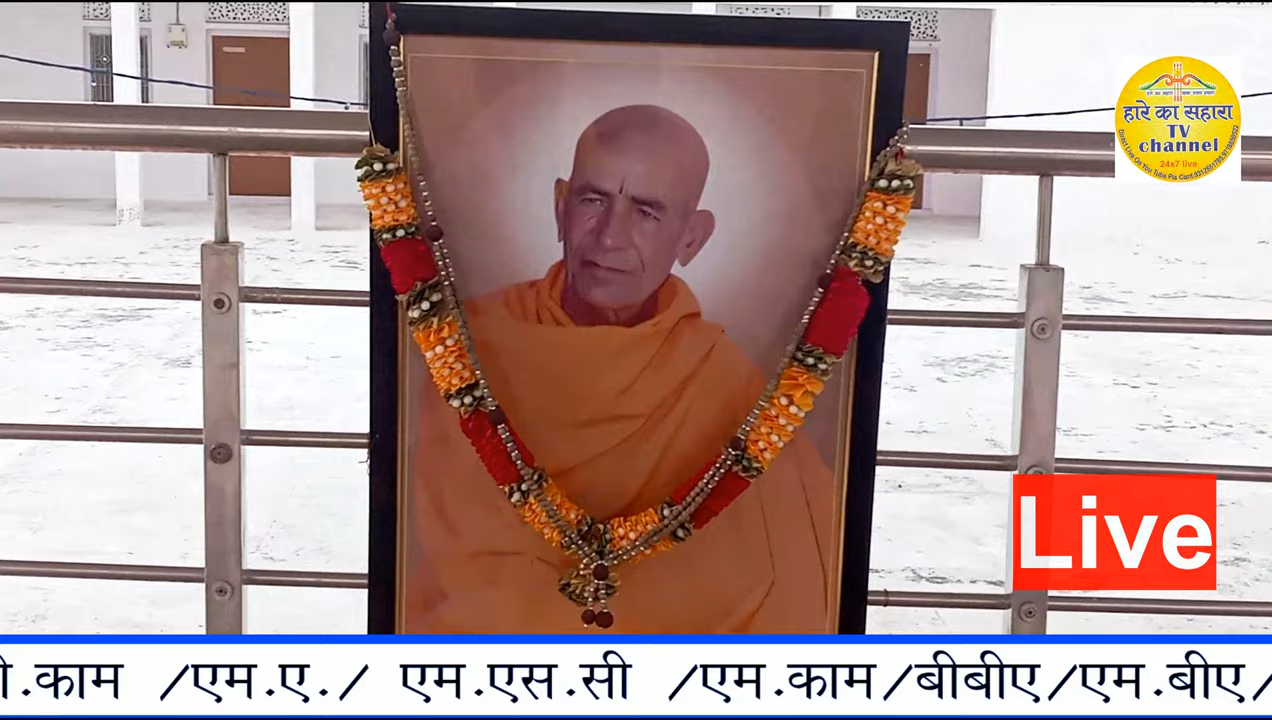 हारे का सहारा
TV
channel
24x7 live
Live
.काम /एम.ए./ एम.एस.सी /एम.काम/बीबीए/एम.बीए/